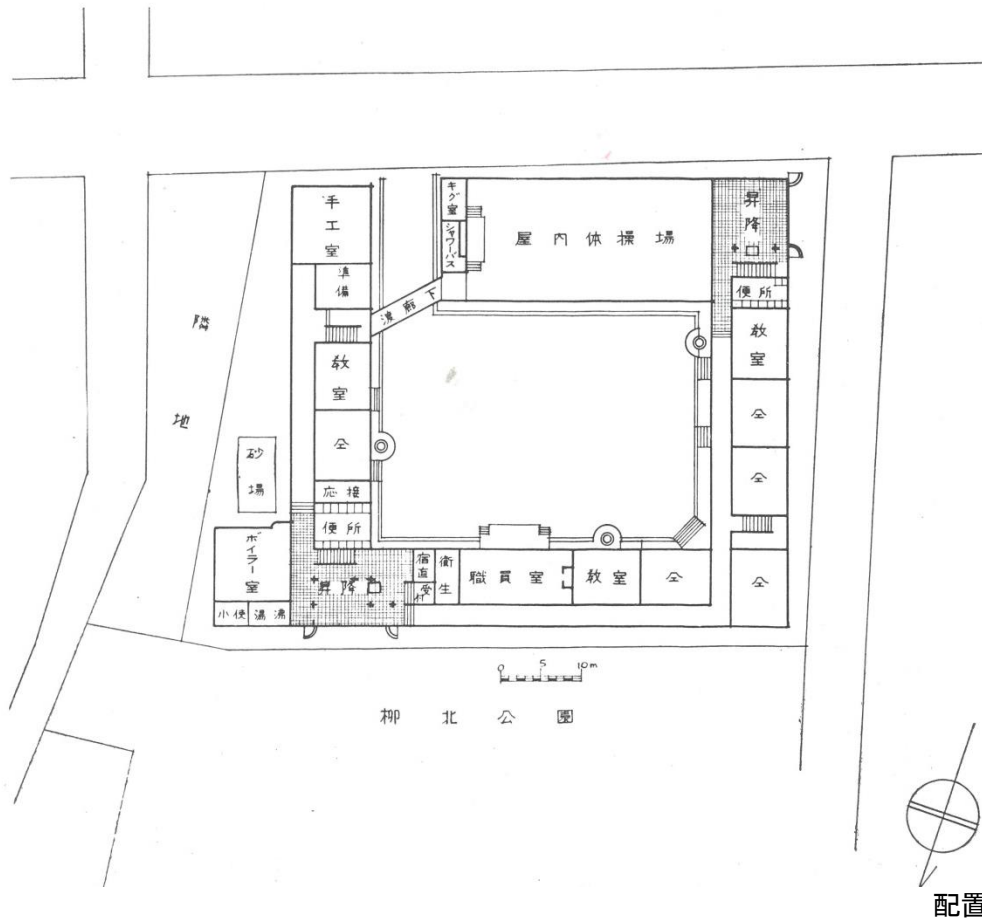 手工室
準備
渡廊下
キグ室
シャワーバス
屋内体操場
昇降
便所
教室
仝
仝
仝
教室
仝
応接
便所
隣地
砂場
ボイラー室
小使
湯沸
昇降
宿直
受付
衛生
職員室
教室
仝
0 5 10m
柳北公園
配置